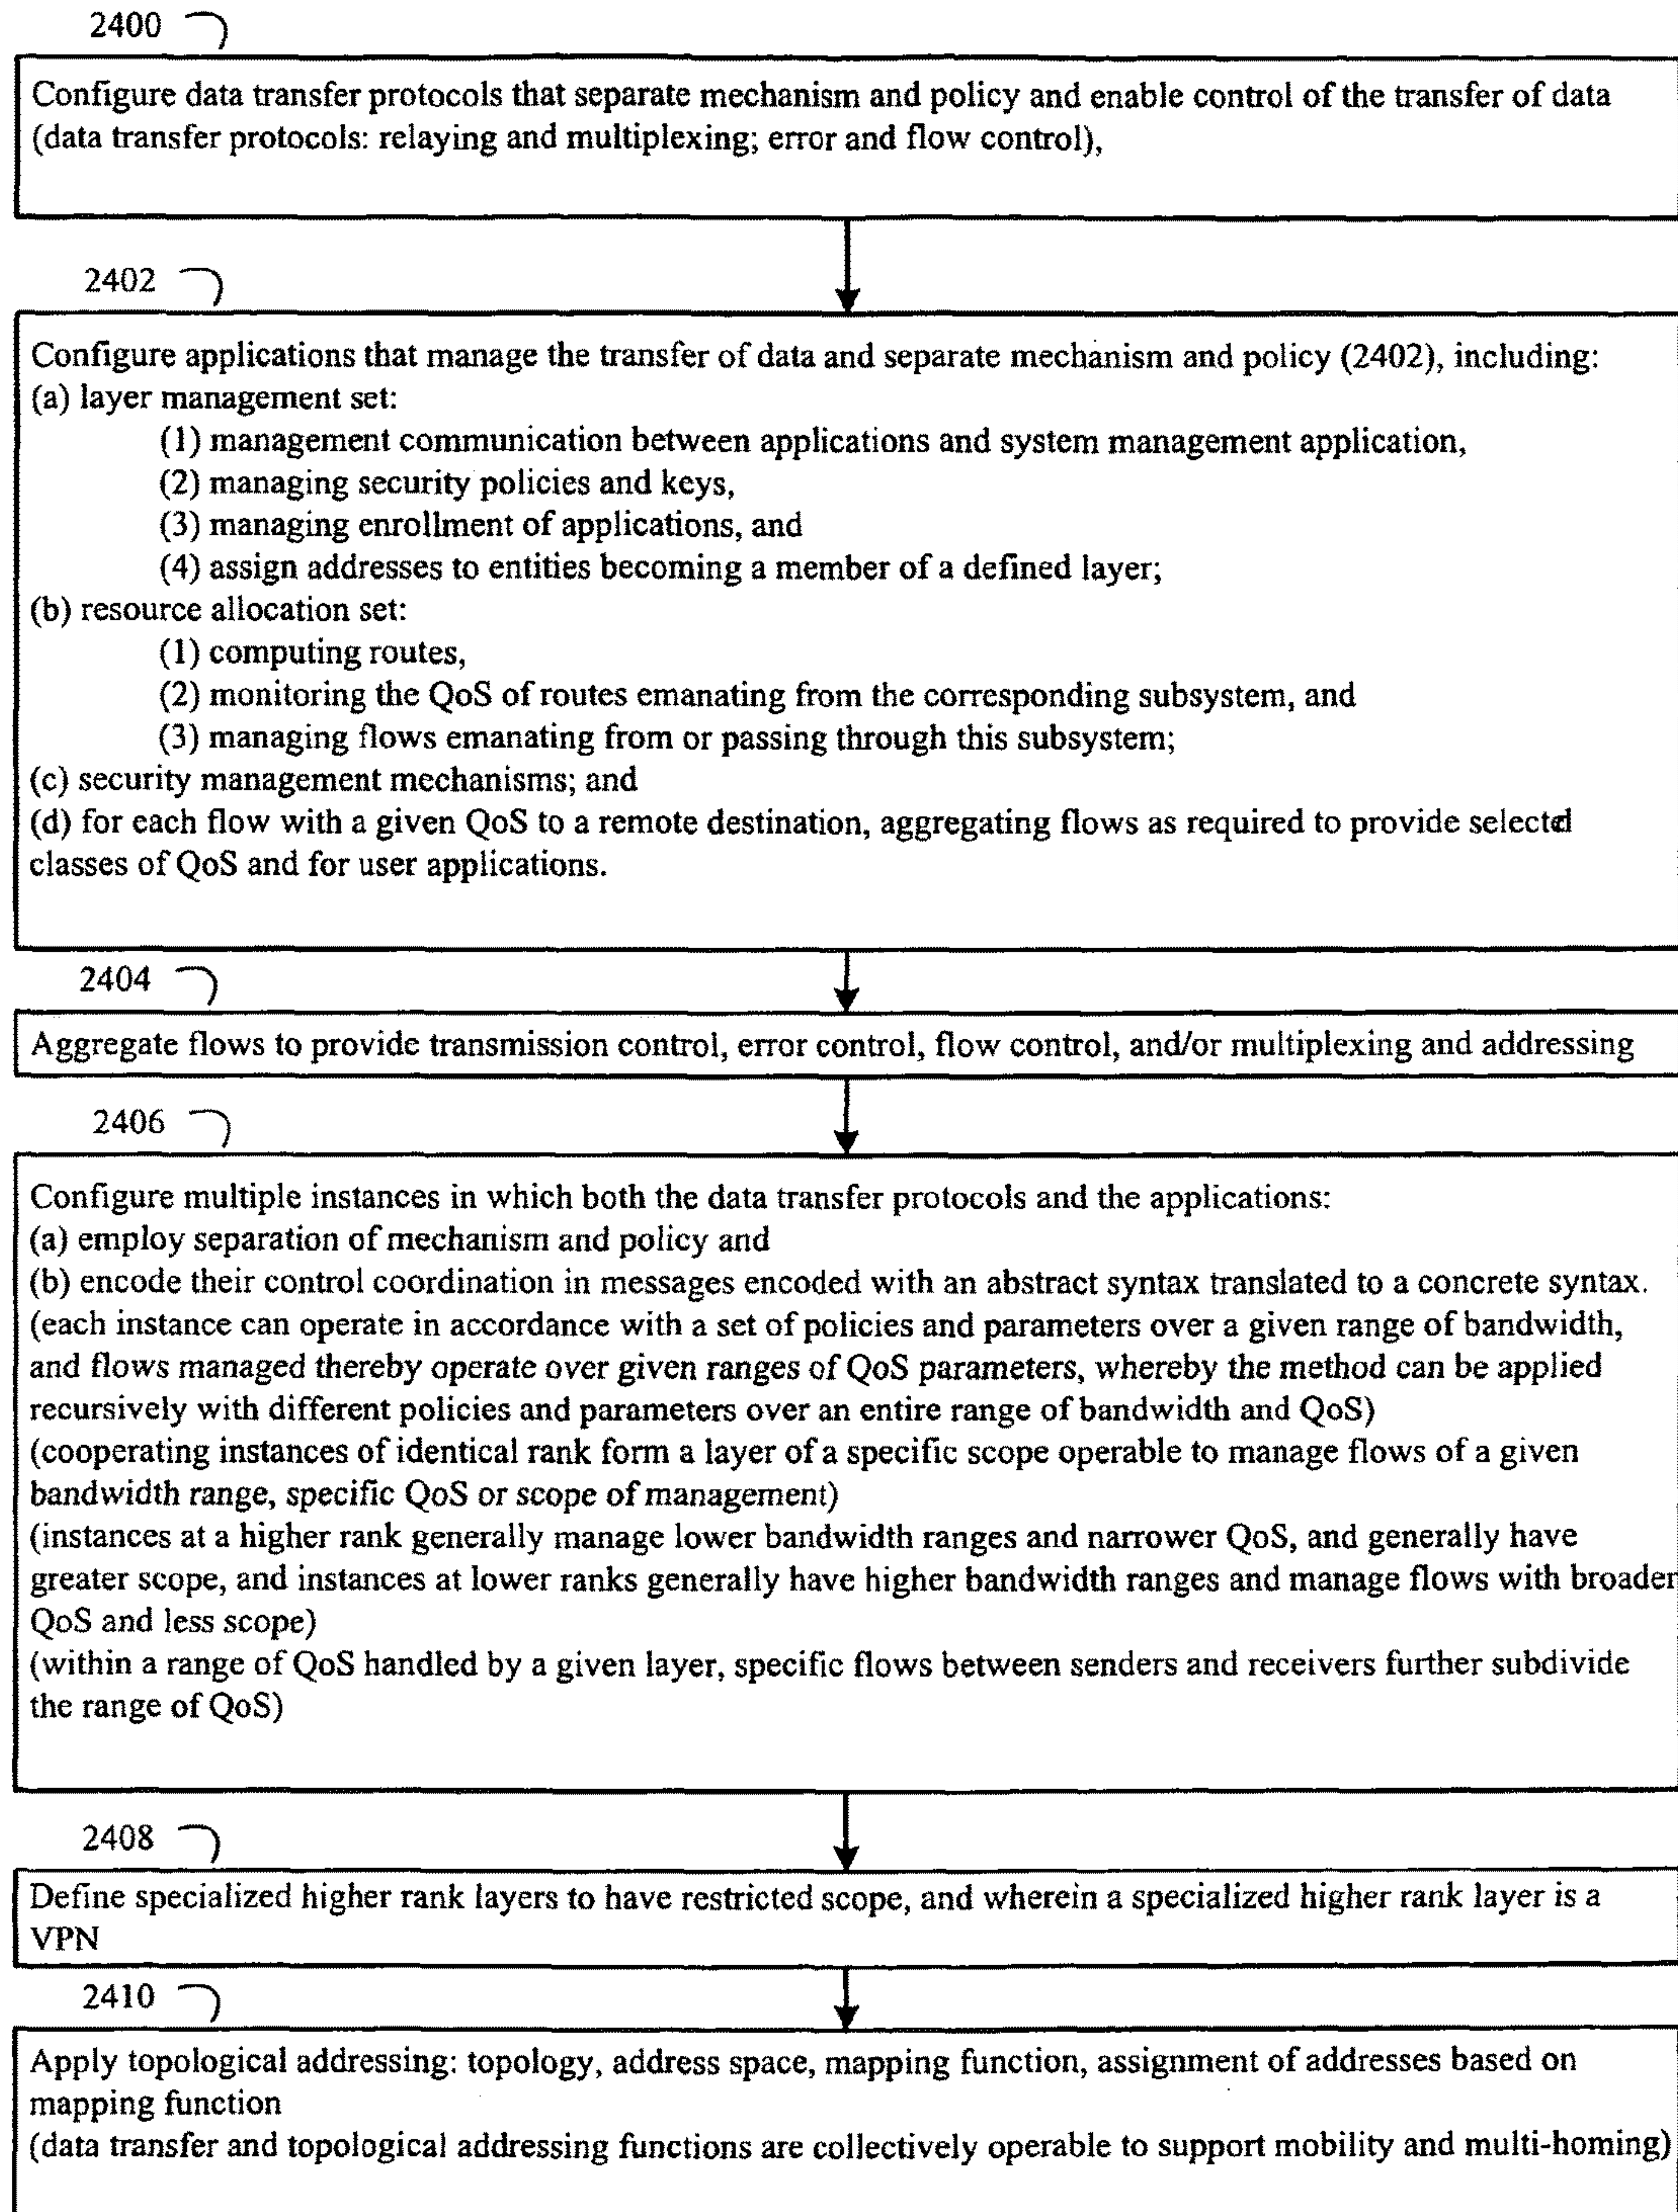 2400
Configure data transfer protocols that separate mechanism and policy and enable control of the transfer of data
(data transfer protocols: relaying and multiplexing; error and flow control),
2402
Configure applications that manage the transfer of data and separate mechanism and policy (2402), including:
(a) layer management set:
(1) management communication between applications and system management application,
(2) managing security policies and keys,
(3) managing enrollment of applications, and
(4) assign addresses to entities becoming a member of a defined layer;
(b) resource allocation set:
(1) computing routes,
(2) monitoring the QoS of routes emanating from the corresponding subsystem, and
(3) managing flows emanating from or passing through this subsystem;
(c) security management mechanisms; and
(d) for each flow with a given QoS to a remote destination, aggregating flows as required to provide selectd
classes of QoS and for user applications.
2404
Aggregate flows to provide transmission control, error control, flow control, and/or multiplexing and addressing
2406
Configure multiple instances in which both the data transfer protocols and the applications:
(a) employ separation of mechanism and policy and
(b) encode their control coordination in messages encoded with an abstract syntax translated to a concrete syntax.
(each instance can operate in accordance with a set of policies and parameters over a given range of bandwidth,
and flows managed thereby operate over given ranges of QoS parameters, whereby the method can be applied
recursively with different policies and parameters over an entire range of bandwidth and QoS)
(cooperating instances of identical rank form a layer of a specific scope operable to manage flows of a given
bandwidth range, specific QoS or scope of management)
(instances at a higher rank generally manage lower bandwidth ranges and narrower QoS, and generally have
greater scope, and instances at lower ranks generally have higher bandwidth ranges and manage flows with broader
QoS and less scope)
(within a range of QoS handled by a given layer, specific flows between senders and receivers further subdivide
the range of QoS)
2408
Define specialized higher rank layers to have restricted scope, and wherein a specialized higher rank layer is a
VPN
2410
Apply topological addressing: topology, address space, mapping function, assignment of addresses based on
mapping function
(data transfer and topological addressing functions are collectively operable to support mobility and multi-homing)